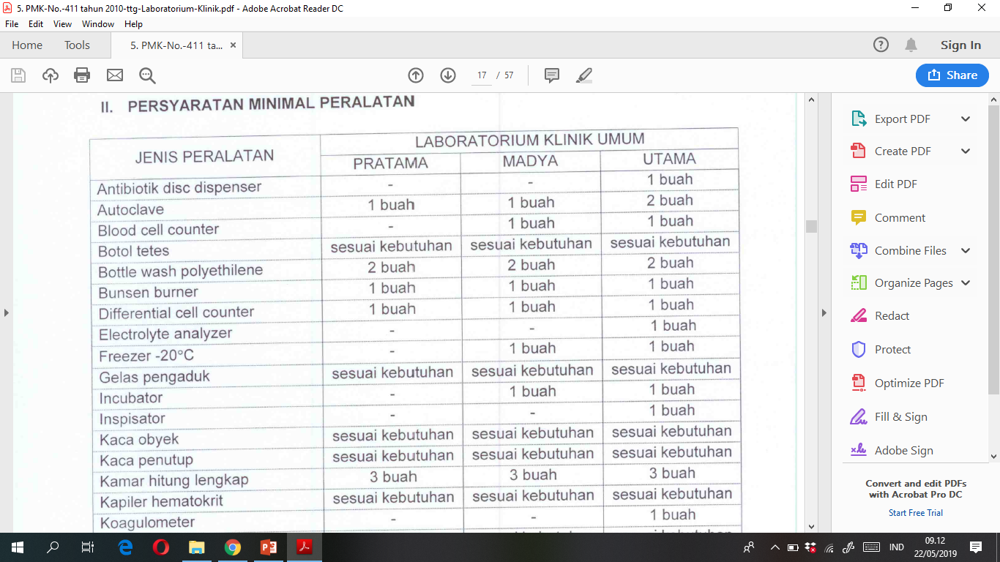 5. PMK-No.-411 tahun 2010-ttg-Laboratorium-Klinik.pdf - Adobe Acrobat Reader DC
File Edit View Window Help
Home Tools 5. PMK-No.-411 ta... Sign In
17 / 57 Share
II. PERSYARATAN MINIMAL PERALATAN
JENIS PERALATAN LABORATORIUM KLINIK UMUM
PRATAMA MADYA UTAMA
Antibiotik disc dispenser - - 1 buah
Autoclave 1 buah 1 buah 2 buah
Blood cell counter - 1 buah 1 buah
Botol tetes sesuai kebutuhan sesuai kebutuhan sesuai kebutuhan
Bottle wash polyethilene 2 buah 2 buah 2 buah
Bunsen burner 1 buah 1 buah 1 buah
Differential cell counter 1 buah 1 buah 1 buah
Electrolyte analyzer - - 1 buah
Freezer -20°C - 1 buah 1 buah
Gelas pengaduk sesuai kebutuhan sesuai kebutuhan sesuai kebutuhan
Incubator - 1 buah 1 buah
Inspisator - - 1 buah
Kaca obyek sesuai kebutuhan sesuai kebutuhan sesuai kebutuhan
Kaca penutup sesuai kebutuhan sesuai kebutuhan sesuai kebutuhan
Kamar hitung lengkap 3 buah 3 buah 3 buah
Kapiler hematokrit sesuai kebutuhan sesuai kebutuhan sesuai kebutuhan
Koagulometer - - 1 buah
Export PDF
Create PDF
Edit PDF
Comment
Combine Files
Organize Pages
Redact
Protect
Optimize PDF
Fill & Sign
Adobe Sign
Convert and edit PDFs
with Acrobat Pro DC
Start Free Trial
IND
09.12
22/05/2019